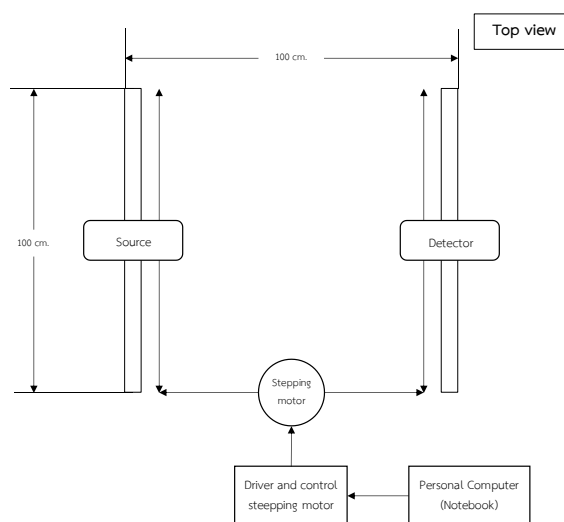 Top view
100 cm.
100 cm.
Source
Detector
Stepping
motor
Driver and control
steepping motor
Personal Computer
(Notebook)